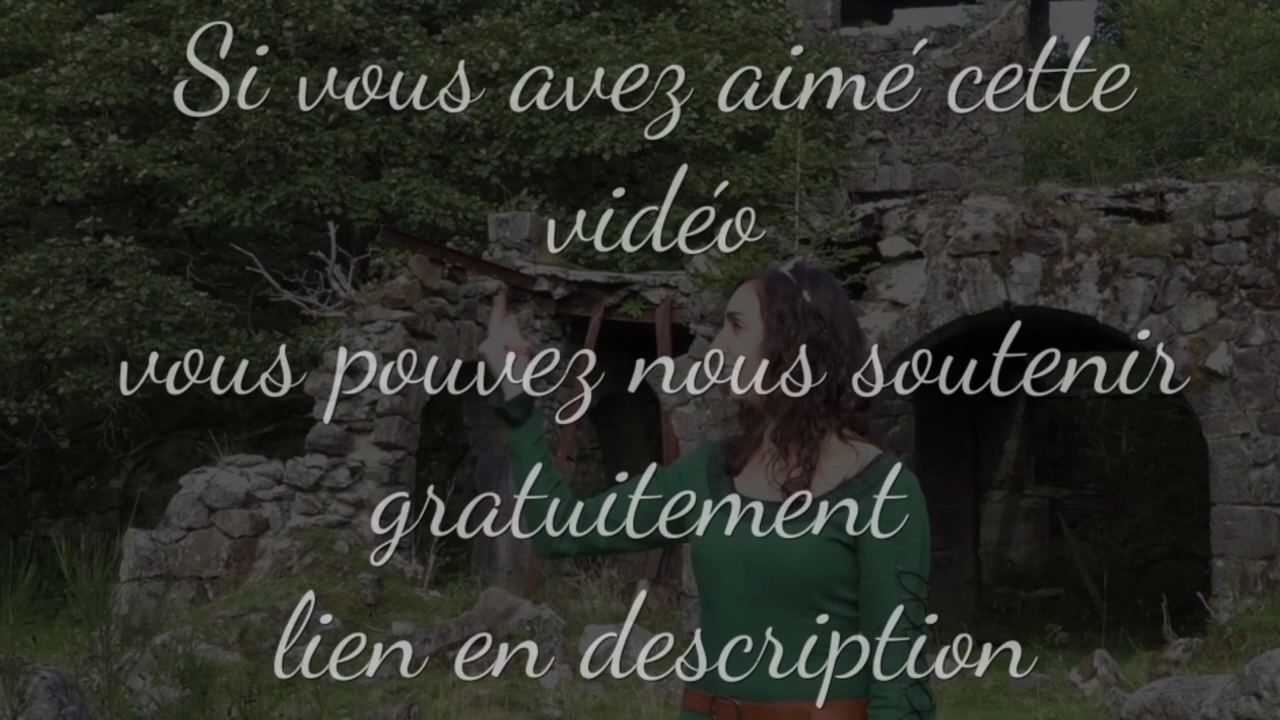 Si vous avez aimé cette
vidéo
vous pouvez nous soutenir
gratuitement
lien en description